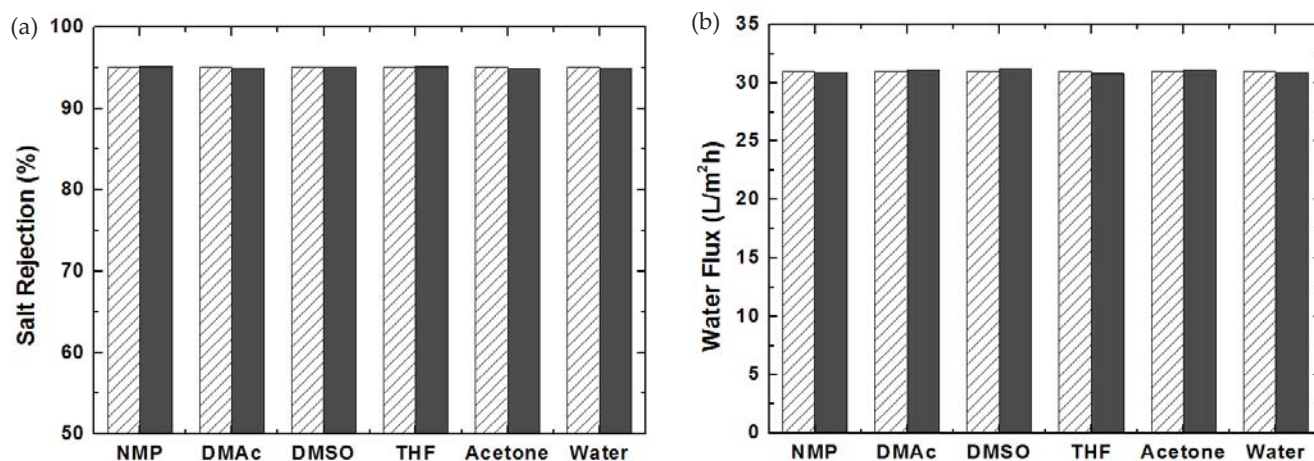 (a)
100
90
80
70
60
50
Salt Rejection (%)
NMP DMAc DMSO THF Acetone Water
(b)
35
30
25
20
15
10
5
0
Water Flux (L/m²h)
NMP DMAc DMSO THF Acetone Water